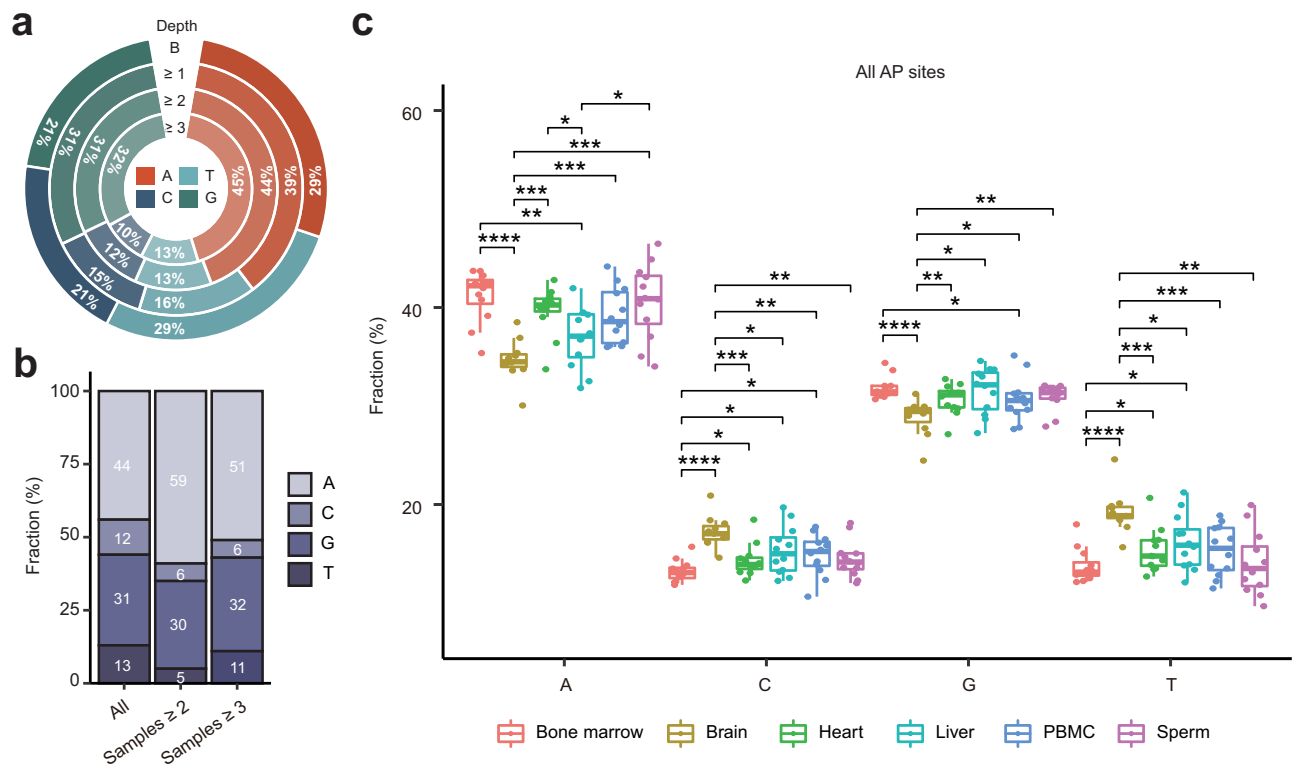 a
Depth
B
≥ 1
≥ 2
≥ 3
21%
31%
31%
32%
45%
44%
39%
29%
A
T
C
G
10%
12%
15%
21%
13%
13%
16%
29%
b
Fraction (%)
100
75
50
25
0
44
12
31
13
59
6
30
5
51
6
32
11
All
Samples ≥ 2
Samples ≥ 3
A
C
G
T
c
All AP sites
Fraction (%)
60
40
20
*
*
***
***
***
**
****
**
**
*
***
*
*
*
****
**
*
*
**
*
****
**
***
*
***
*
*
****
A
C
G
T
Bone marrow
Brain
Heart
Liver
PBMC
Sperm